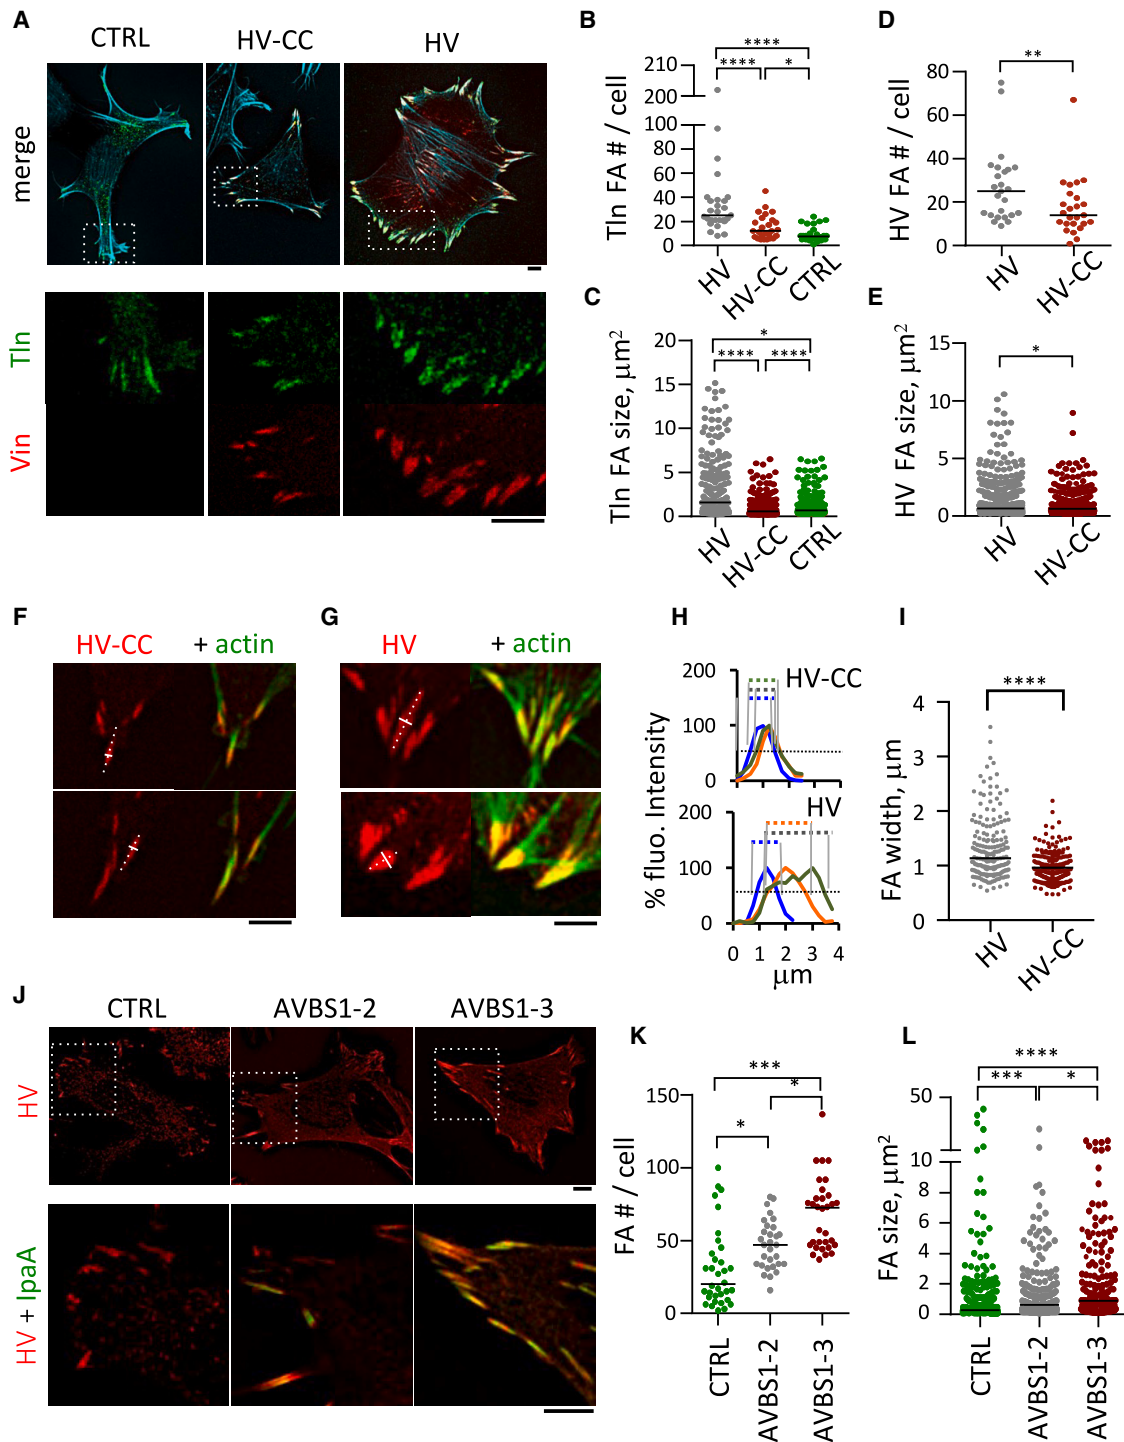 A
CTRL
HV-CC
HV
merge
Tln
Vin
B
****
****
*
Tln FA # / cell
210
200
100
80
60
40
20
0
HV
HV-CC
CTRL
D
**
HV FA # / cell
80
60
40
20
0
HV
HV-CC
C
*
****
****
Tln FA size, μm2
20
15
10
5
0
HV
HV-CC
CTRL
E
*
HV FA size, μm2
15
10
5
0
HV
HV-CC
F
HV-CC
+ actin
G
HV
+ actin
H
% fluo. Intensity
200
100
0
HV-CC
200
100
0
HV
0 1 2 3 4
μm
I
****
FA width, μm
4
3
2
1
0
HV
HV-CC
J
CTRL
AVBS1-2
AVBS1-3
HV
HV + IpaA
K
***
*
*
FA # / cell
150
100
50
0
CTRL
AVBS1-2
AVBS1-3
L
****
***
*
FA size, μm2
50
10
8
6
4
2
0
CTRL
AVBS1-2
AVBS1-3